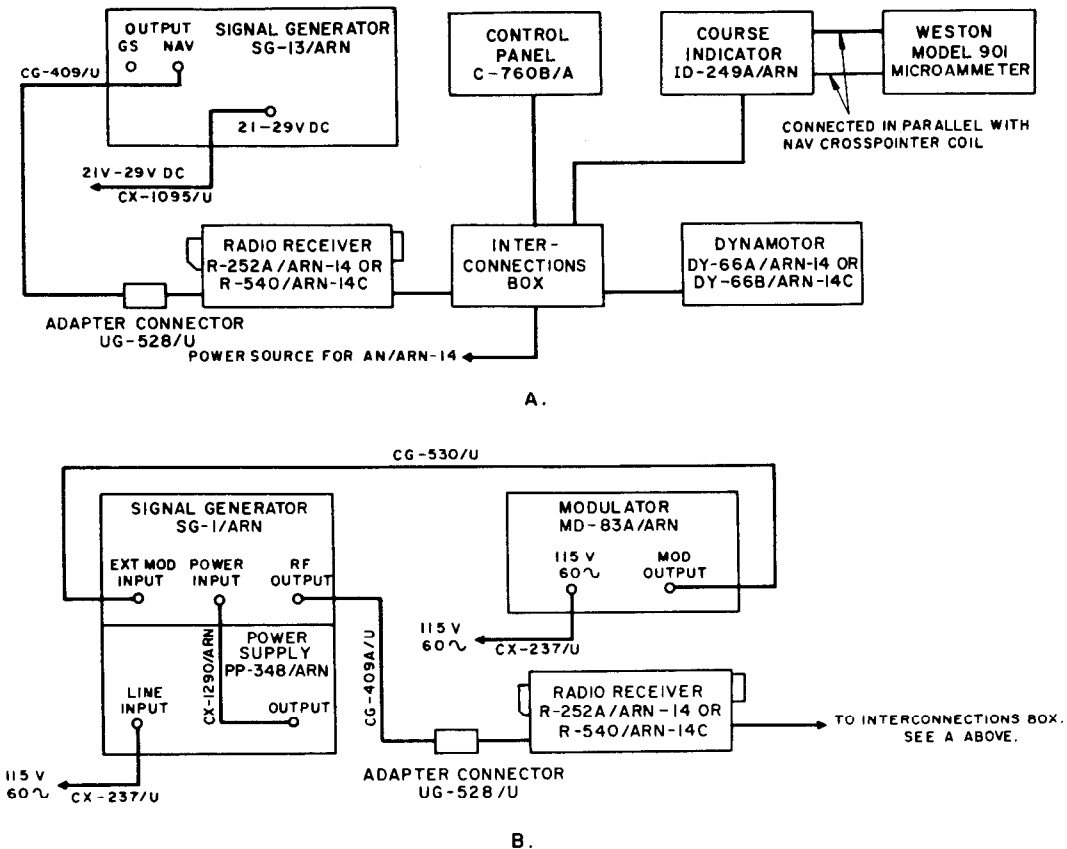 OUTPUT
GS NAV
SIGNAL GENERATOR
SG-13/ARN
21-29V DC
CG-409/U
21V-29V DC
CX-1095/U
CONTROL
PANEL
C-760B/A
COURSE
INDICATOR
ID-249A/ARN
WESTON
MODEL 901
MICROAMMETER
CONNECTED IN PARALLEL WITH
NAV CROSSPOINTER COIL
RADIO RECEIVER
R-252A/ARN-14 OR
R-540/ARN-14C
INTER-
CONNECTIONS
BOX
DYNAMOTOR
DY-66A/ARN-14 OR
DY-66B/ARN-14C
ADAPTER CONNECTOR
UG-528/U
POWER SOURCE FOR AN/ARN-14
A.
CG-530/U
SIGNAL GENERATOR
SG-1/ARN
EXT MOD
INPUT
POWER
INPUT
RF
OUTPUT
MODULATOR
MD-83A/ARN
115 V
60~
MOD
OUTPUT
115 V
60~
CX-237/U
POWER
SUPPLY
PP-348/ARN
LINE
INPUT
OUTPUT
CX-1290/ARN
CG-409A/U
RADIO RECEIVER
R-252A/ARN-14 OR
R-540/ARN-14C
TO INTERCONNECTIONS BOX.
SEE A ABOVE.
115 V
60~
CX-237/U
ADAPTER CONNECTOR
UG-528/U
B.